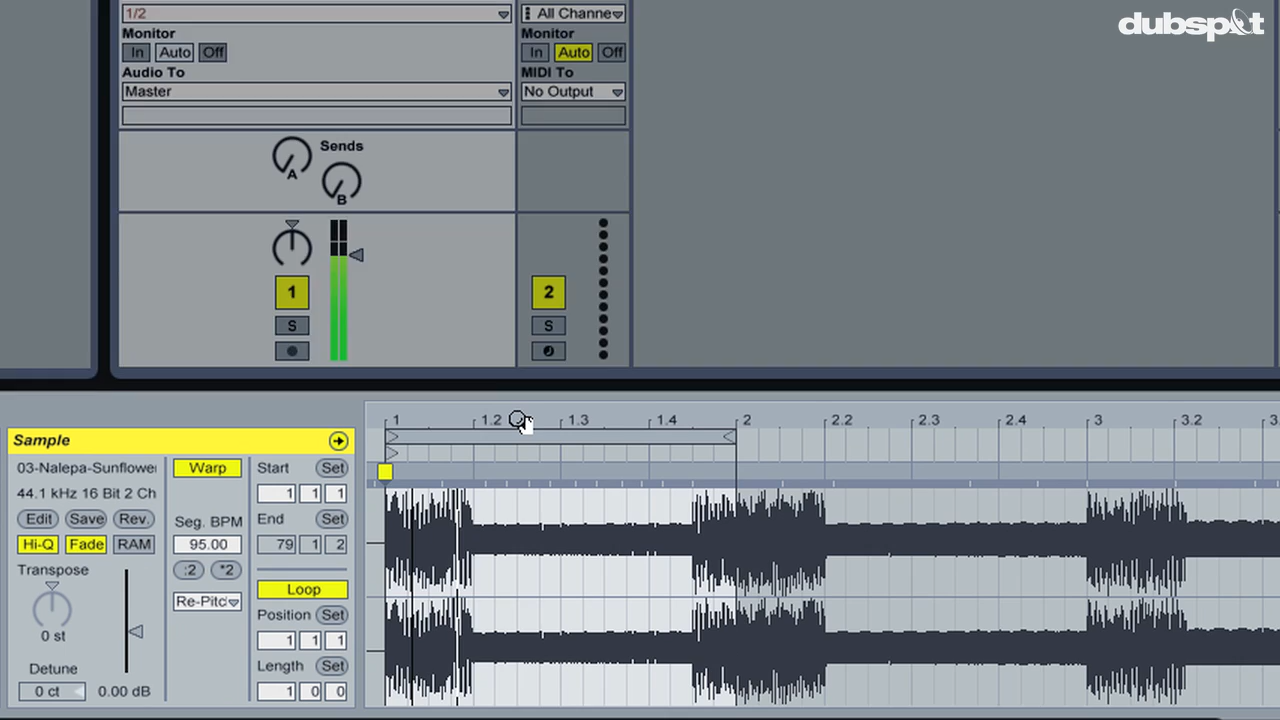 dubspot
1/2
All Channe
Monitor
Monitor
In Auto Off
In Auto Off
Audio To
MIDI To
Master
No Output
Sends
A
B
1
2
S
S
1 1.2 1.3 1.4 2 2.2 2.3 2.4 3 3.2 3.
Sample
03-Nalepa-Sunflower
Warp
Start
Set
44.1 kHz 16 Bit 2 Ch
1 1 1
Edit Save Rev.
Seg. BPM
End
Set
Hi-Q Fade RAM
95.00
79 1 2
Transpose
:2 *2
Loop
Re-Pitc
Position
Set
0 st
1 1 1
Detune
Length
Set
0 ct
0.00 dB
1 0 0